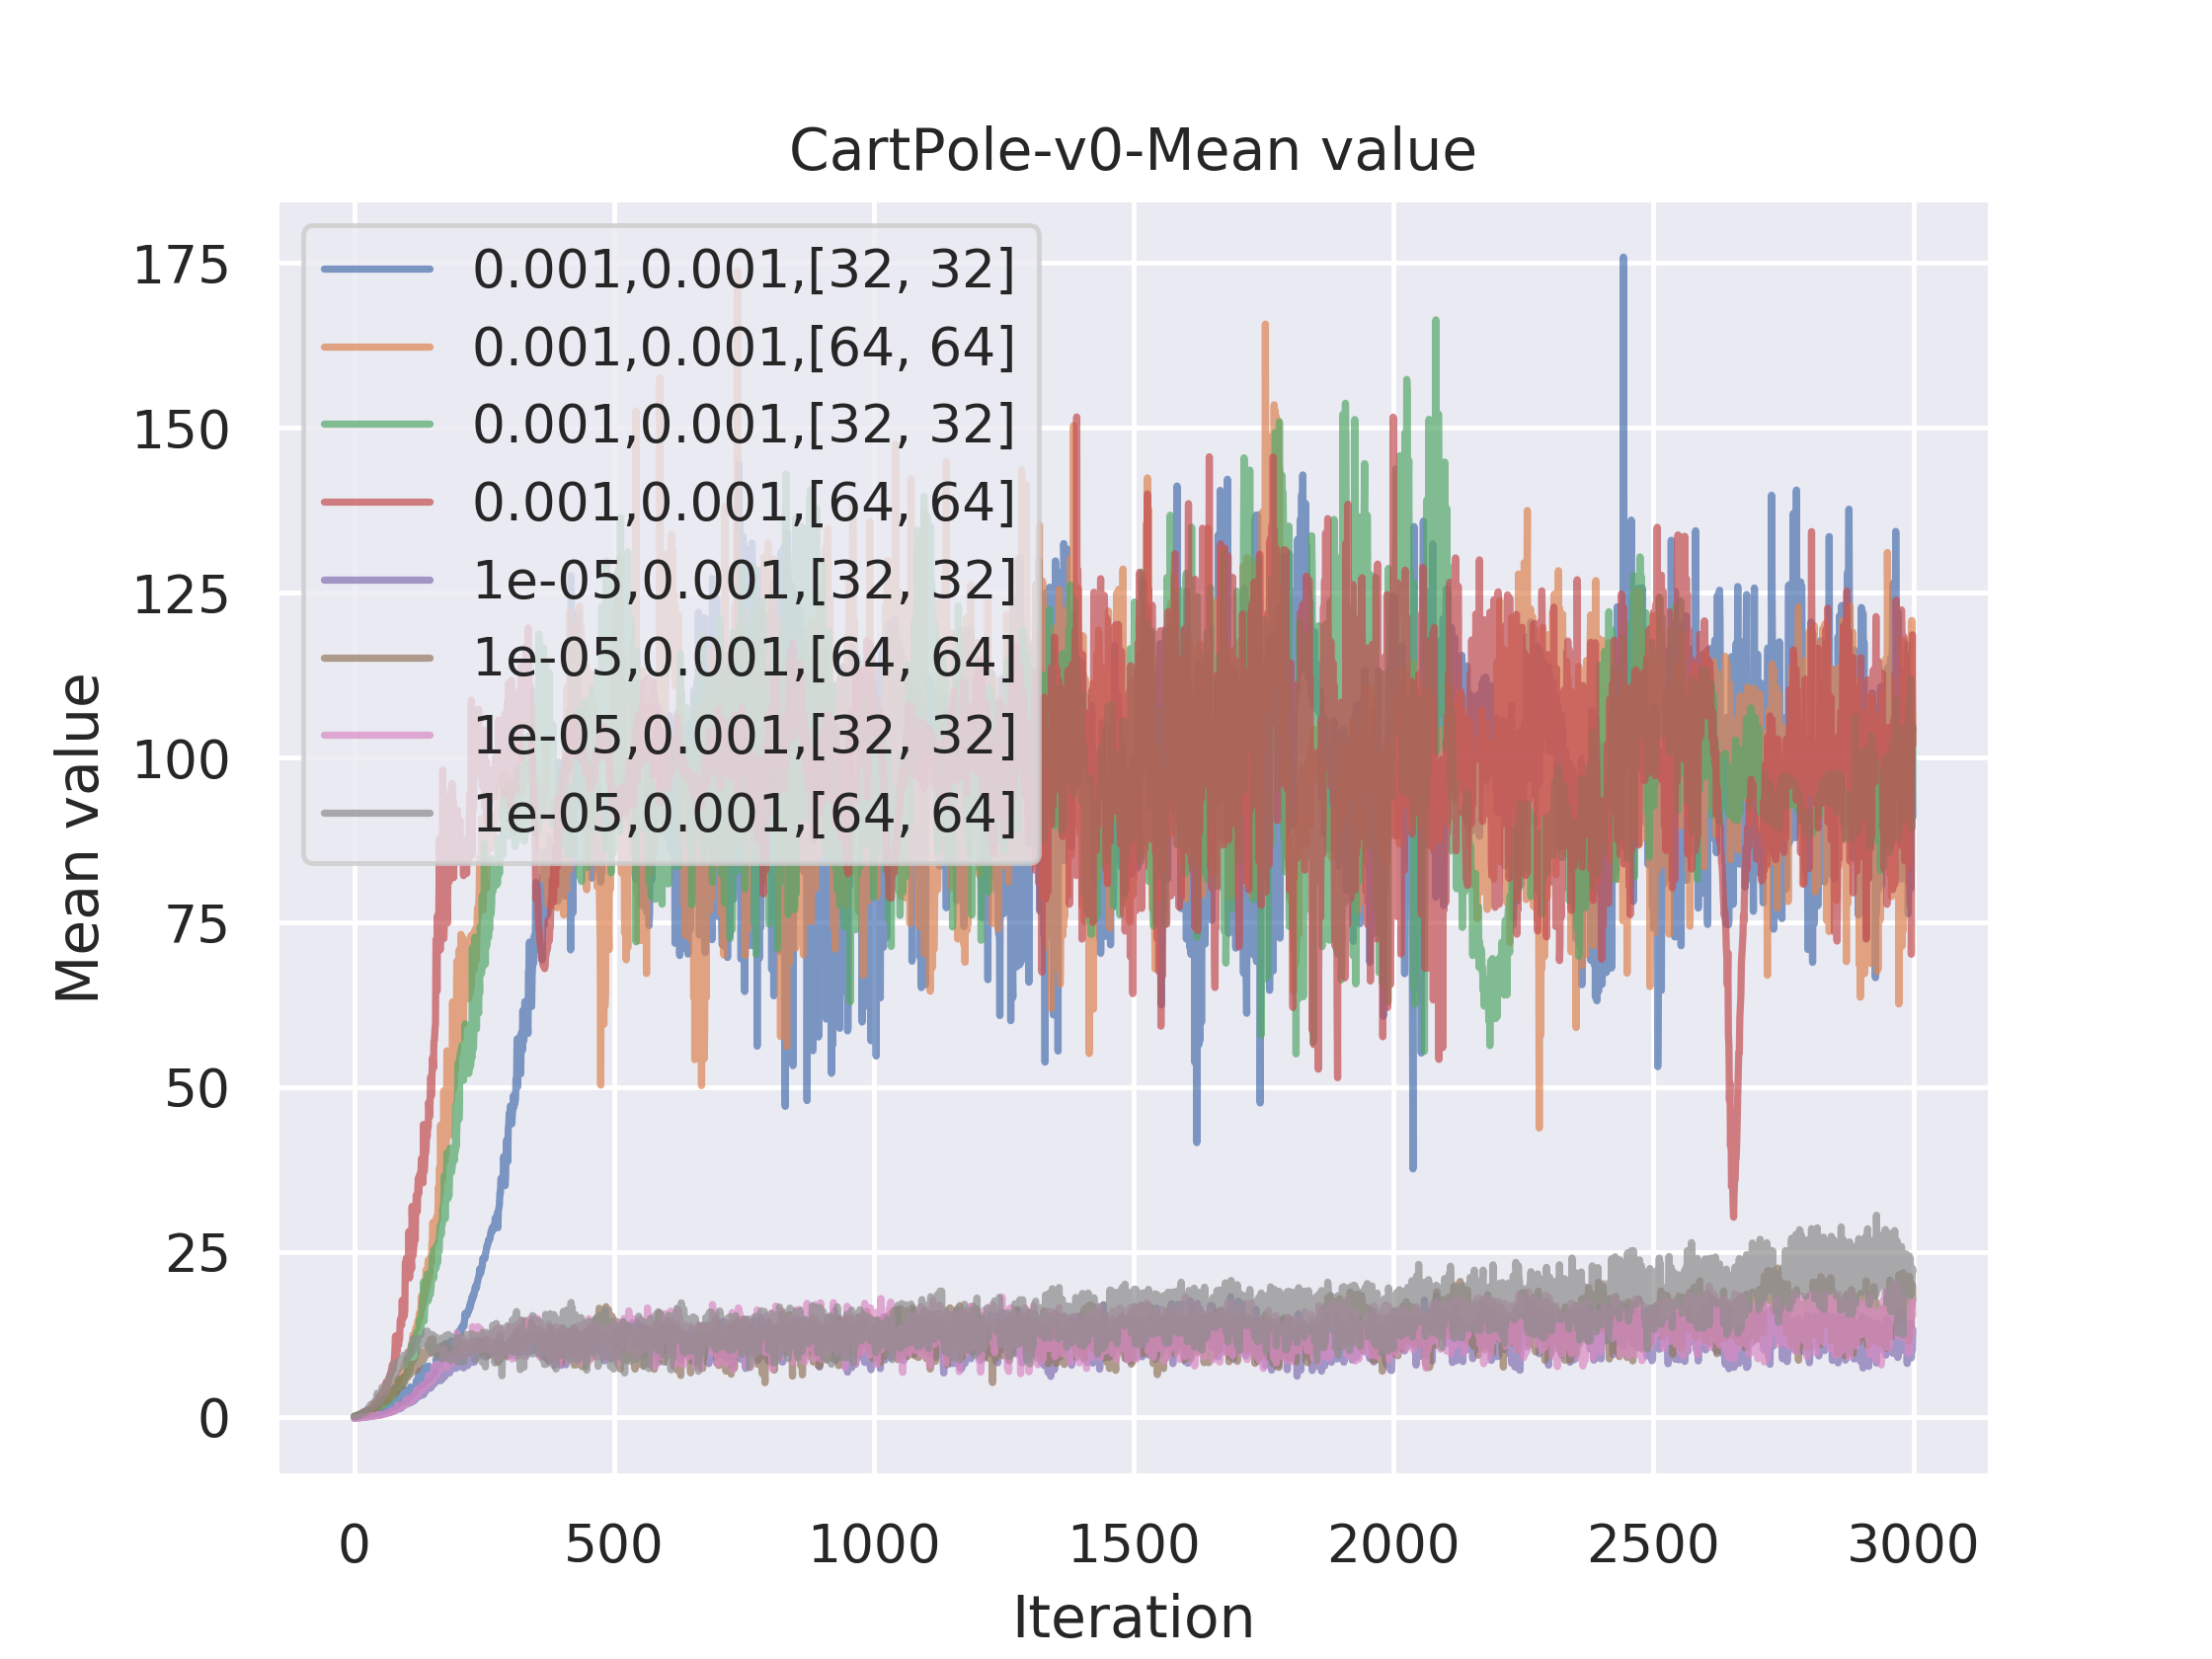 CartPole-v0-Mean value
175
150
125
100
75
50
25
0
Mean value
0.001,0.001,[32, 32]
0.001,0.001,[64, 64]
0.001,0.001,[32, 32]
0.001,0.001,[64, 64]
1e-05,0.001,[32, 32]
1e-05,0.001,[64, 64]
1e-05,0.001,[32, 32]
1e-05,0.001,[64, 64]
0 500 1000 1500 2000 2500 3000
Iteration